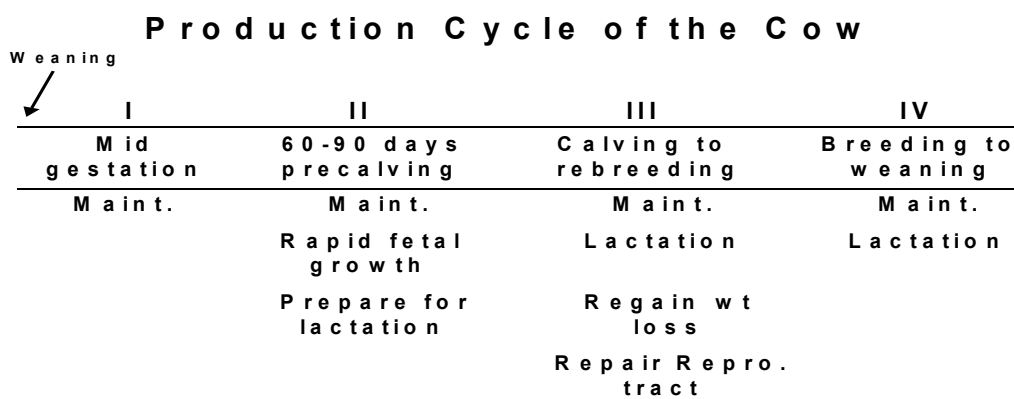 Production Cycle of the Cow
Weaning
I II III IV
Mid 60-90 days Calving to Breeding to
gestation precalving rebreeding weaning
Maint. Maint. Maint. Maint.
Rapid fetal Lactation Lactation
growth
Prepare for Regain wt
lactation loss
Repair Repro.
tract